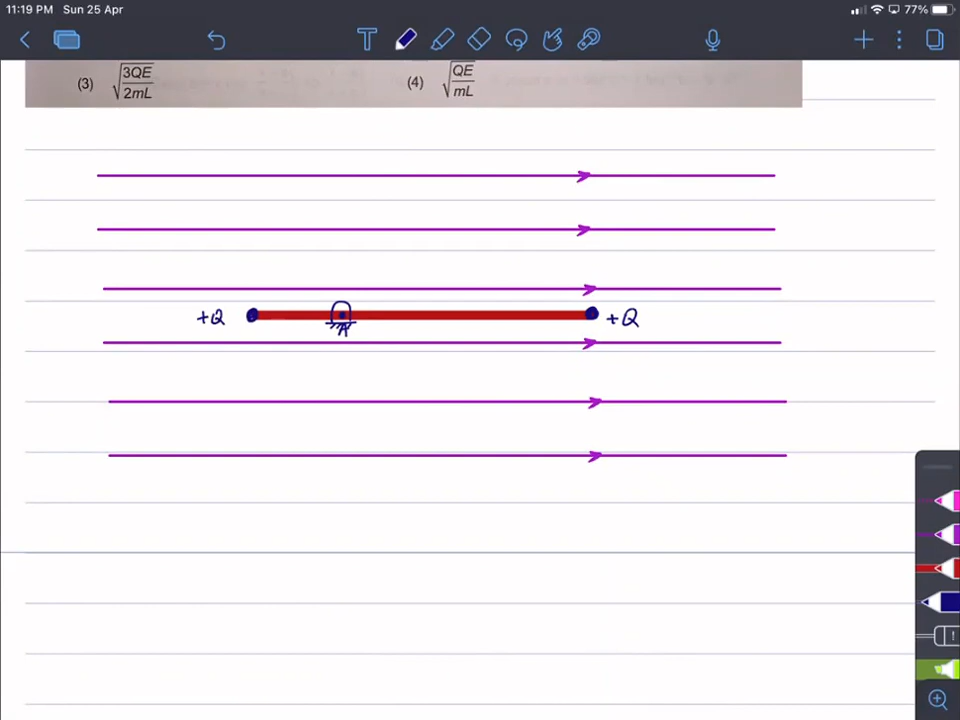 11:19 PM Sun 25 Apr 77%
(3) √3QE/2mL (4) √QE/mL
+Q +Q
A